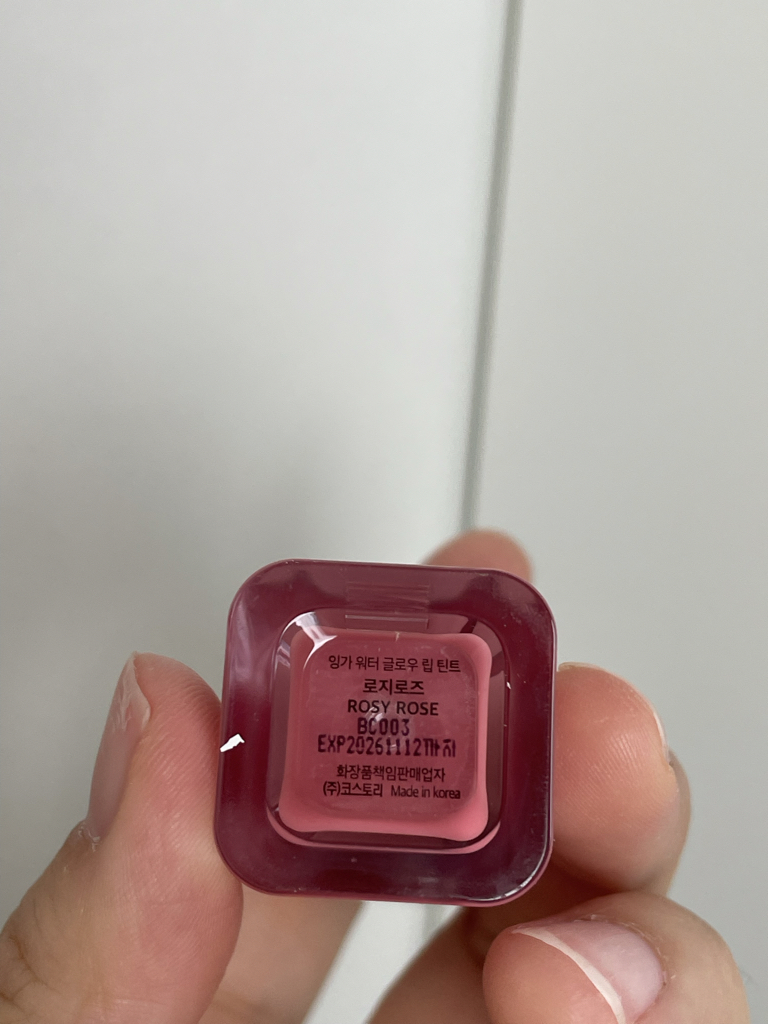 잉가 워터 글로우 립 틴트
로지로즈
ROSY ROSE
BC003
EXP20261112까지
화장품책임판매업자
(주)코스토리 Made in korea